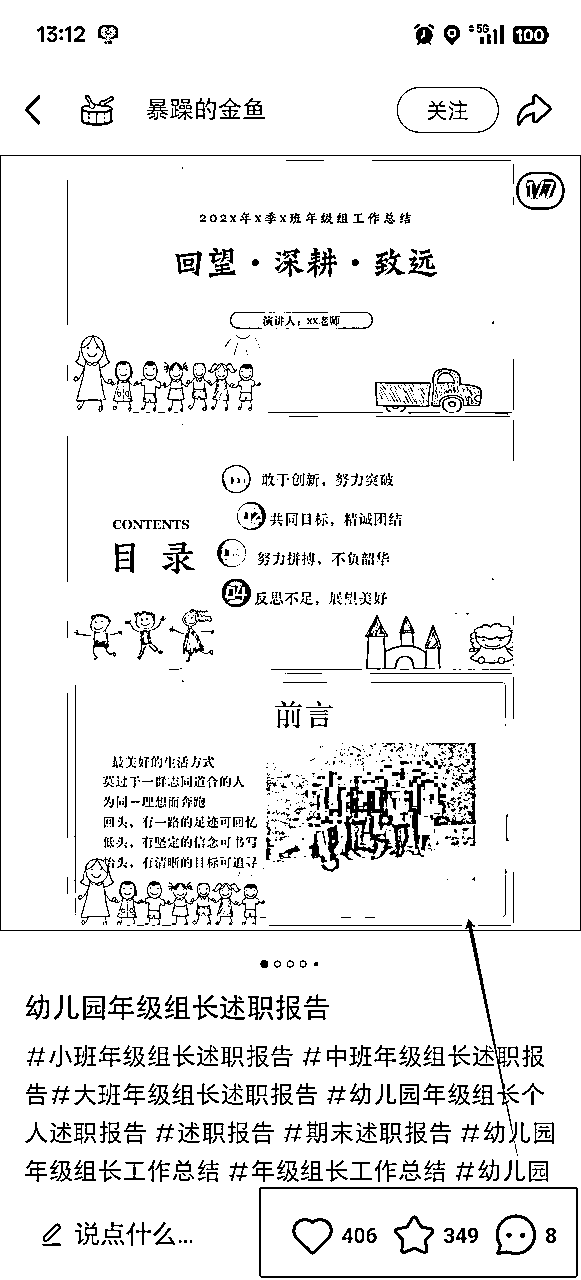 13:12
5G
100
暴躁的金鱼
关注
1/7
202X年X季X班年级组工作总结
回望·深耕·致远
演讲人：XX老师
敢于创新，努力突破
共同目标，精诚团结
CONTENTS
目录
努力拼搏，不负韶华
04 反思不足，展望美好
前言
最美好的生活方式
莫过于一群志同道合的人
为同一理想而奔跑
回头，有一路的足迹可回忆
低头，有坚定的信念可书写
抬头，有清晰的目标可追寻
幼儿园年级组长述职报告
#小班年级组长述职报告 #中班年级组长述职报
告#大班年级组长述职报告 #幼儿园年级组长个
人述职报告 #述职报告 #期末述职报告 #幼儿园
年级组长工作总结 #年级组长工作总结 #幼儿园
说点什么...
406
349
8